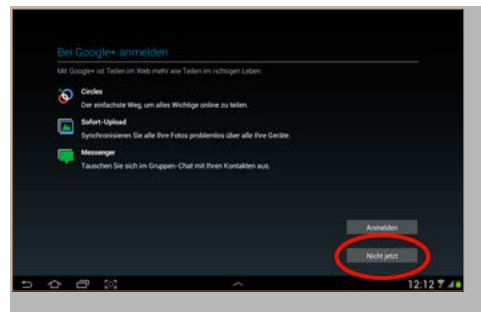 Bei Google+ anmelden
Mit Google+ ist Teilen im Web mehr wie Teilen im richtigen Leben.
Circles
Der einfachste Weg, um alles Wichtige online zu teilen.
Sofort-Upload
Synchronisieren Sie alle Ihre Fotos problemlos über alle Ihre Geräte.
Messenger
Tauschen Sie sich im Gruppen-Chat mit Ihren Kontakten aus.
Anmelden
Nicht jetzt
12:12